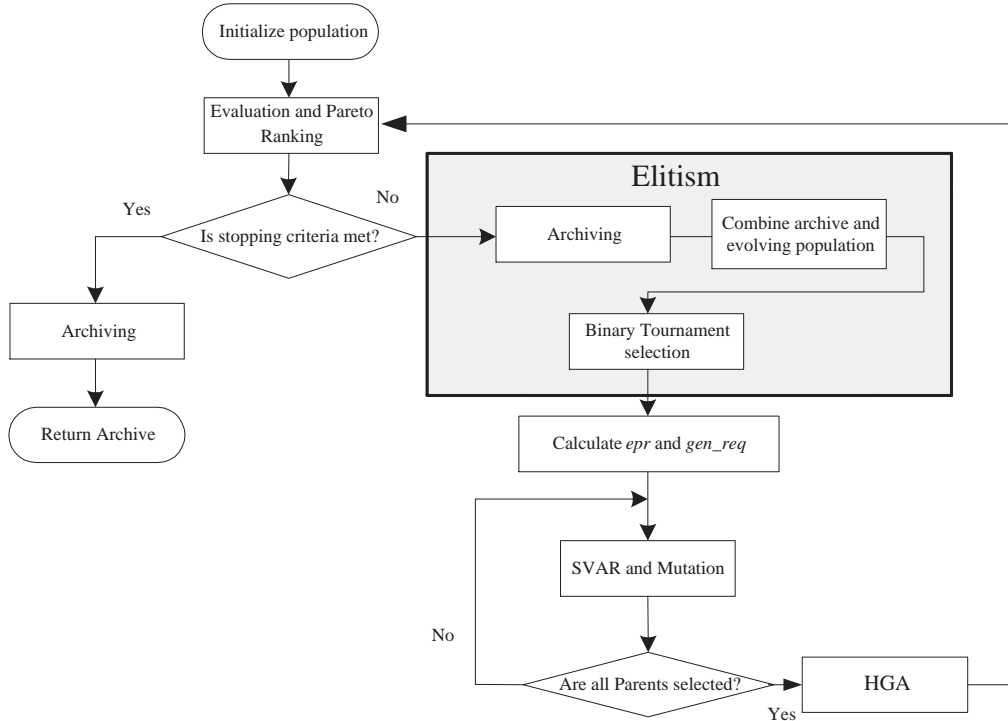 Initialize population
Evaluation and Pareto
Ranking
Is stopping criteria met?
Yes
No
Archiving
Return Archive
Elitism
Archiving
Combine archive and
evolving population
Binary Tournament
selection
Calculate epr and gen_req
SVAR and Mutation
Are all Parents selected?
No
Yes
HGA